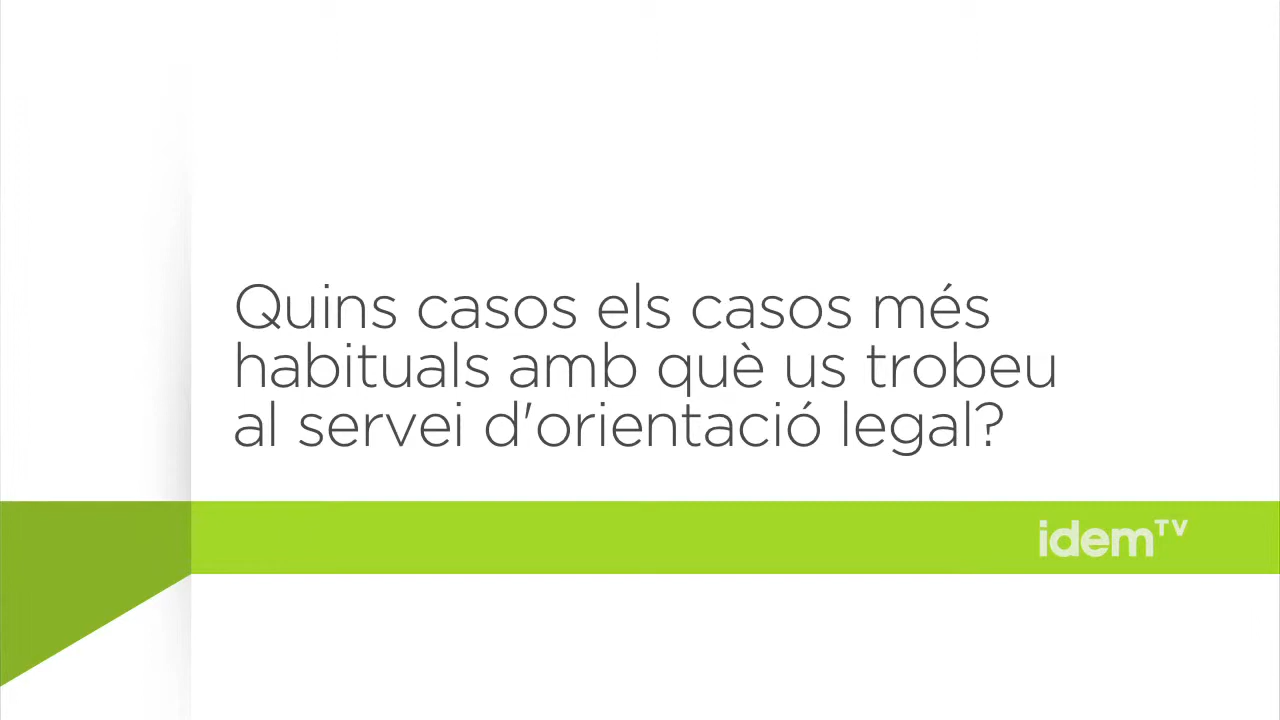 Quins casos els casos més
habituals amb què us trobeu
al servei d'orientació legal?
idemTV